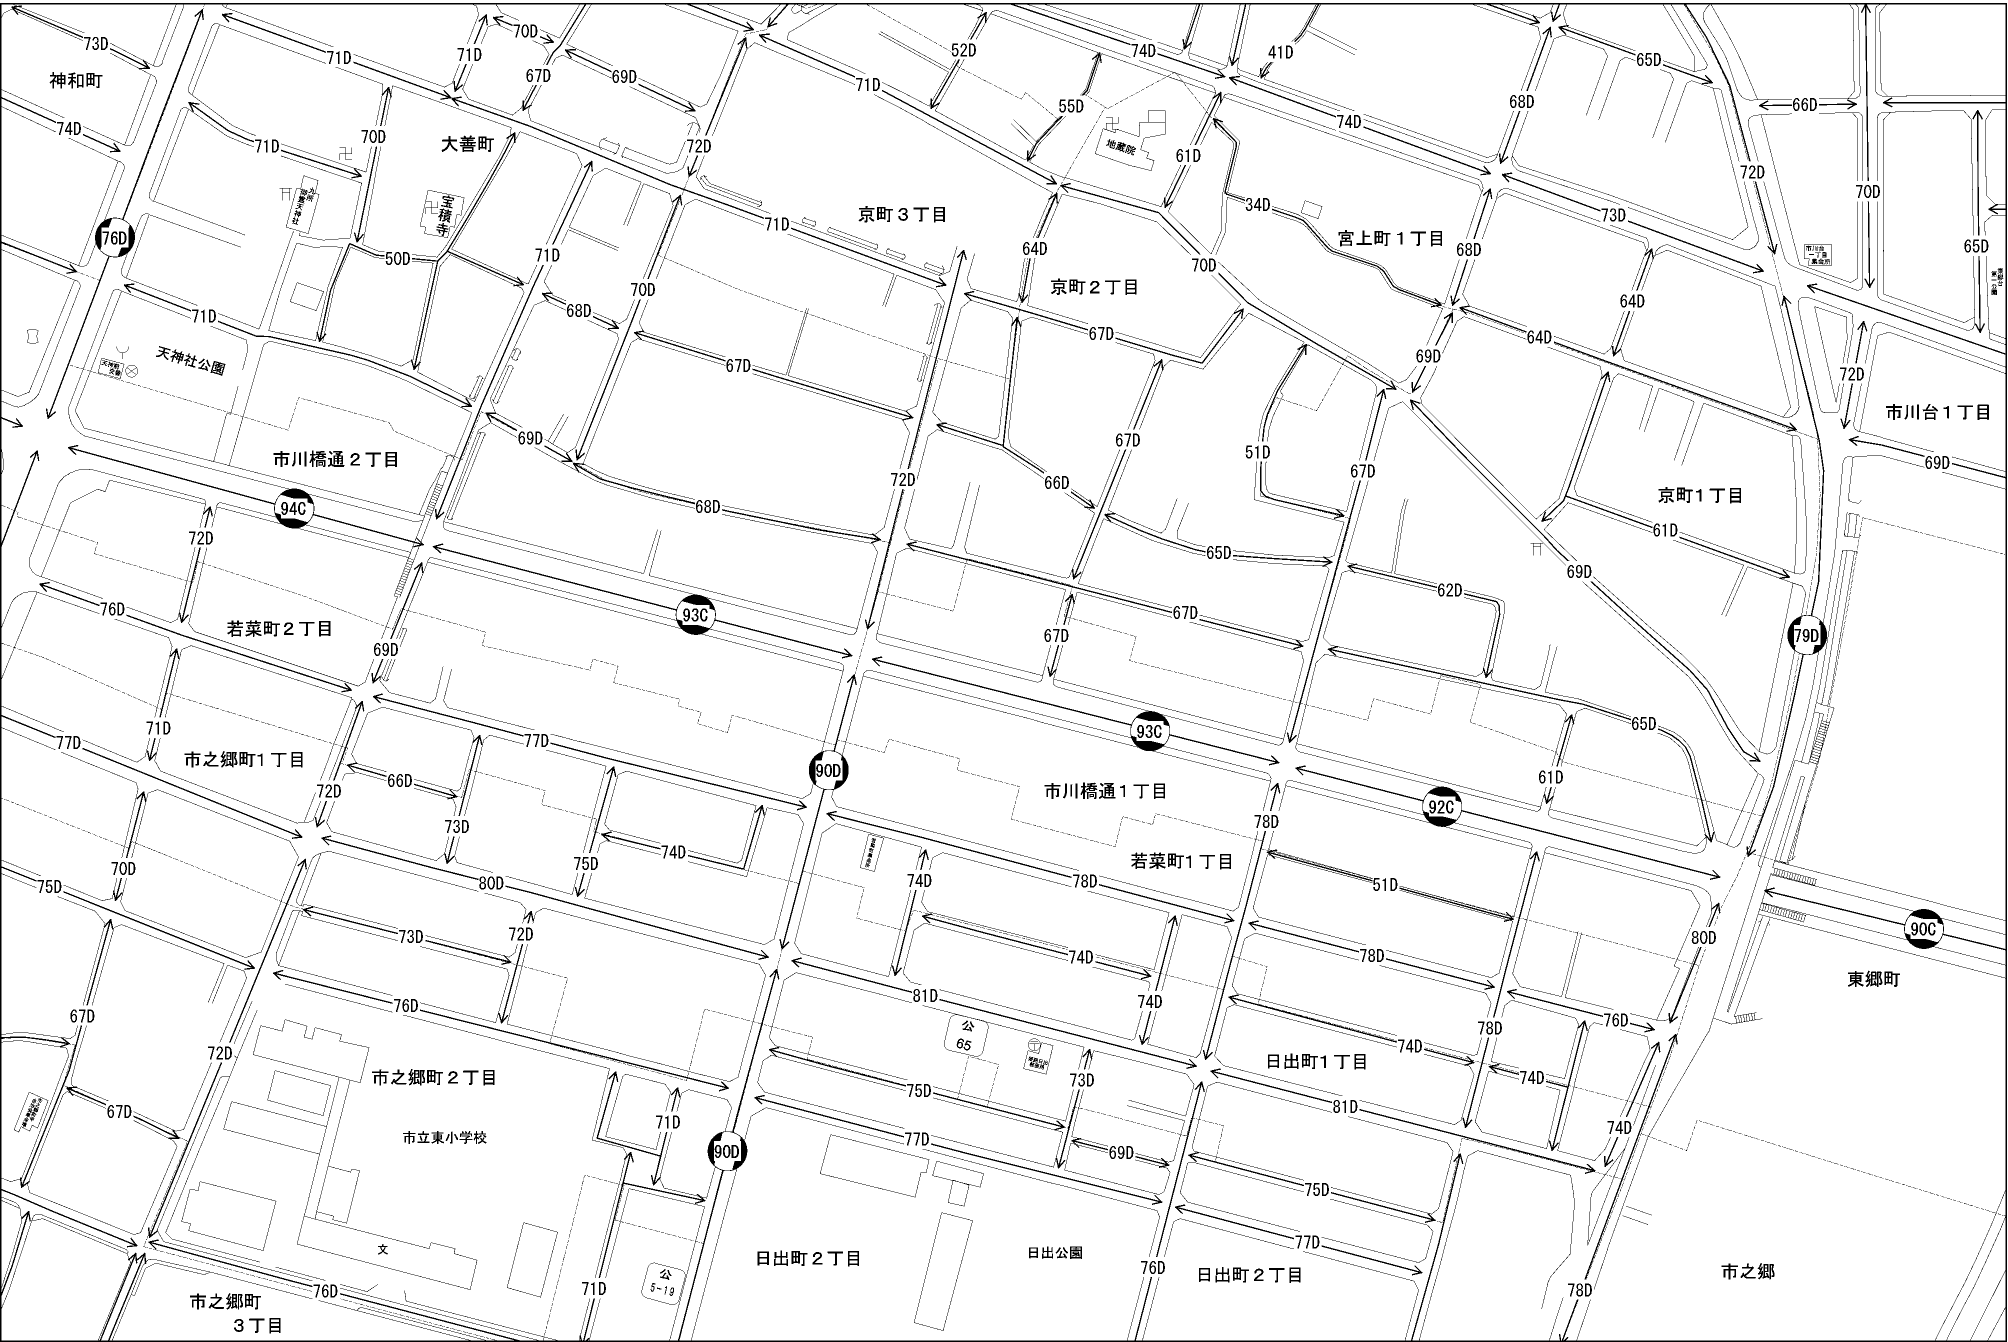 73D
71D
71D
70D
67D
69D
52D
74D
41D
65D
神和町
71D
55D
68D
66D
74D
70D
大善町
71D
72D
地蔵院
61D
74D
72D
70D
65D
76D
宝積寺
50D
71D
71D
京町3丁目
64D
34D
宮上町1丁目
68D
73D
70D
京町2丁目
70D
68D
64D
71D
67D
67D
69D
64D
72D
天神社公園
市川台1丁目
市川橋通2丁目
69D
67D
51D
67D
69D
94C
68D
72D
66D
京町1丁目
61D
72D
65D
69D
76D
若菜町2丁目
93C
67D
67D
62D
79D
69D
71D
77D
市之郷町1丁目
77D
93C
65D
66D
72D
90D
市川橋通1丁目
61D
92C
73D
75D
74D
78D
若菜町1丁目
70D
75D
80D
74D
78D
51D
73D
72D
74D
78D
80D
90C
東郷町
76D
81D
74D
76D
67D
72D
公
65
74D
78D
市之郷町2丁目
75D
73D
日出町1丁目
74D
67D
71D
81D
74D
市立東小学校
90D
77D
69D
75D
文
日出町2丁目
日出公園
77D
76D
日出町2丁目
市之郷
76D
71D
公
5-19
78D
市之郷町
3丁目